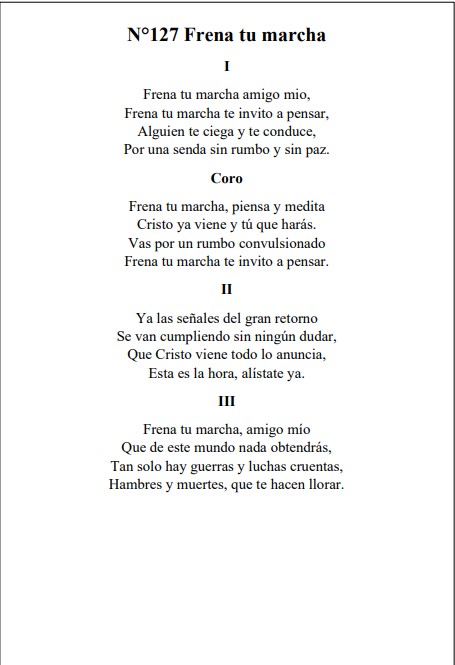 N°127 Frena tu marcha
I
Frena tu marcha amigo mio,
Frena tu marcha te invito a pensar,
Alguien te ciega y te conduce,
Por una senda sin rumbo y sin paz.
Coro
Frena tu marcha, piensa y medita
Cristo ya viene y tú que harás.
Vas por un rumbo convulsionado
Frena tu marcha te invito a pensar.
II
Ya las señales del gran retorno
Se van cumpliendo sin ningún dudar,
Que Cristo viene todo lo anuncia,
Esta es la hora, alístate ya.
III
Frena tu marcha, amigo mío
Que de este mundo nada obtendrás,
Tan solo hay guerras y luchas cruentas,
Hambres y muertes, que te hacen llorar.